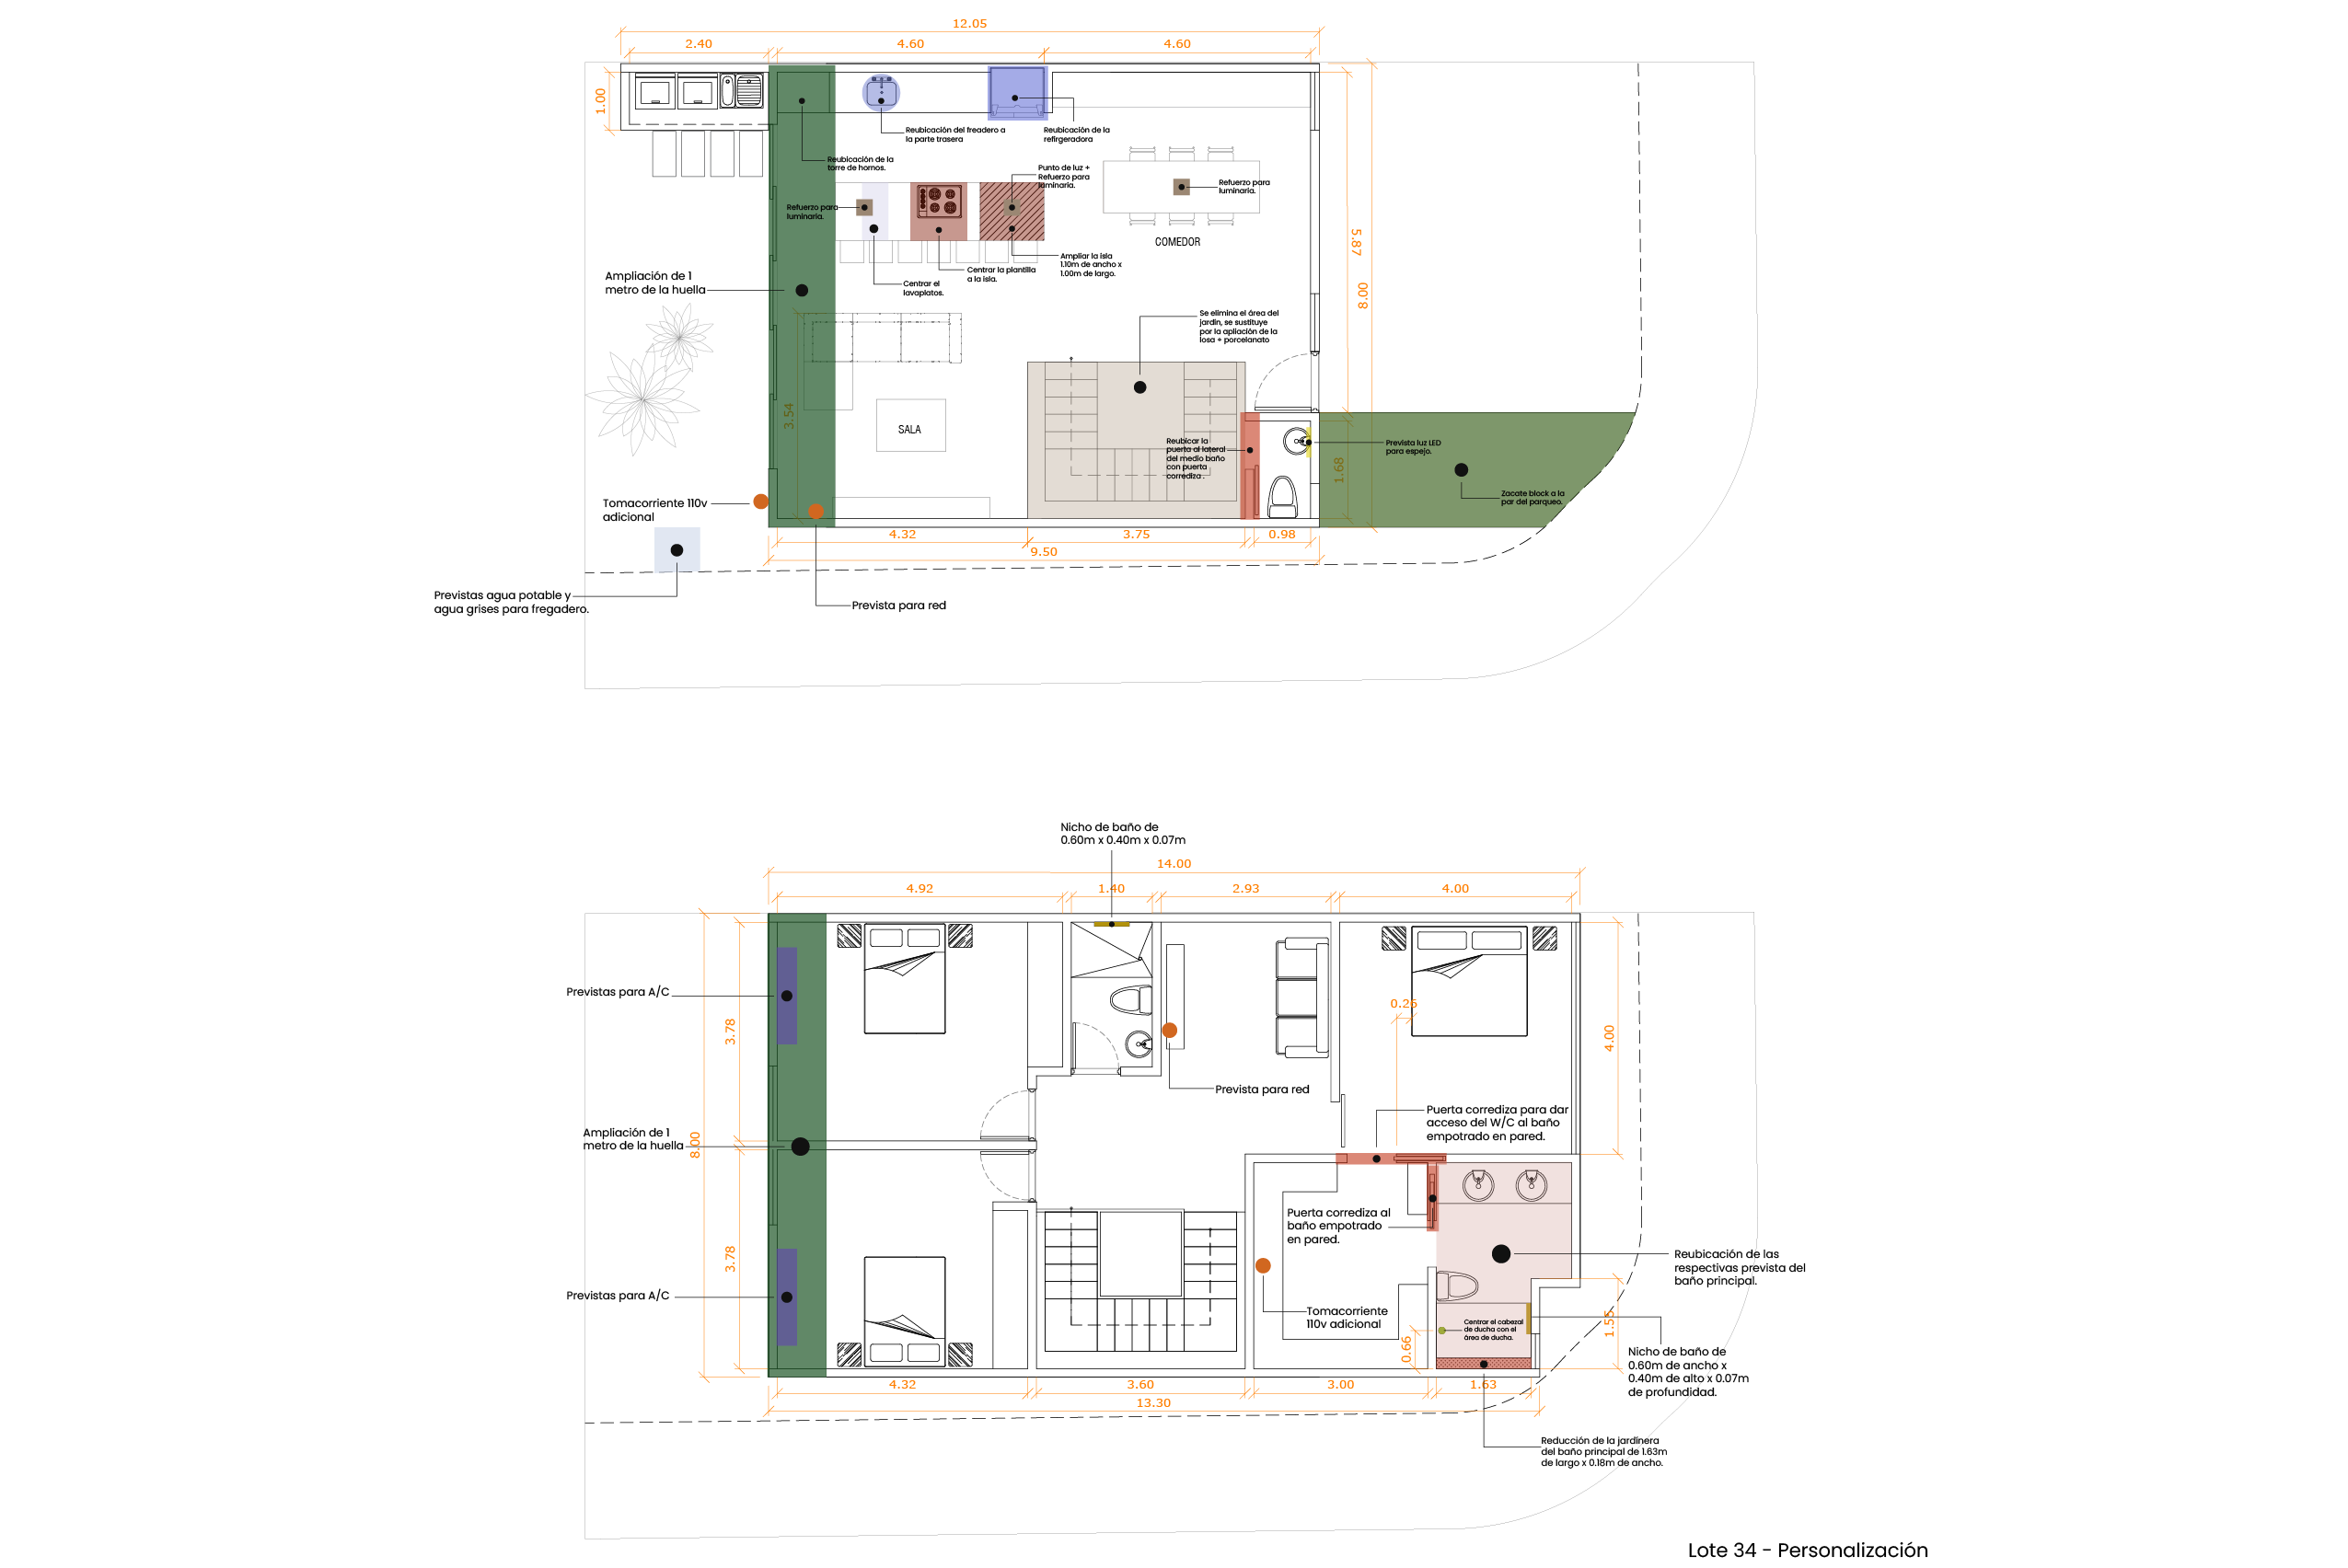 12.05
2.40
4.60
4.60
1.00
Reubicación del freadero a
la parte trasera
Reubicación de la
refirgeradora
Reubicación de la
torre de hornos.
Punto de luz +
Refuerzo para
luminaria.
Refuerzo para
luminaria.
Refuerzo para
luminaria.
COMEDOR
5.87
8.00
Ampliar la isla
1.10m de ancho x
1.00m de largo.
Centrar la plantilla
a la isla.
Centrar el
lavaplatos.
Ampliación de 1
metro de la huella
Se elimina el área del
jardín, se sustituye
por la apliación de la
losa + porcelanato
3.54
SALA
Reubicar la
puerta al lateral
del medio baño
con puerta
corrediza .
1.68
Prevista luz LED
para espejo.
Zacate block a la
par del parqueo.
Tomacorriente 110v
adicional
4.32
3.75
0.98
9.50
Previstas agua potable y
agua grises para fregadero.
Prevista para red
Nicho de baño de
0.60m x 0.40m x 0.07m
14.00
4.92
1.40
2.93
4.00
Previstas para A/C
3.78
0.25
4.00
Prevista para red
Puerta corrediza para dar
acceso del W/C al baño
empotrado en pared.
Ampliación de 1
metro de la huella
8.00
Puerta corrediza al
baño empotrado
en pared.
3.78
Reubicación de las
respectivas prevista del
baño principal.
Previstas para A/C
Tomacorriente
110v adicional
Centrar el cabezal
de ducha con el
área de ducha.
0.66
1.55
Nicho de baño de
0.60m de ancho x
0.40m de alto x 0.07m
de profundidad.
4.32
3.60
3.00
1.63
13.30
Reducción de la jardinera
del baño principal de 1.63m
de largo x 0.18m de ancho.
Lote 34 - Personalización